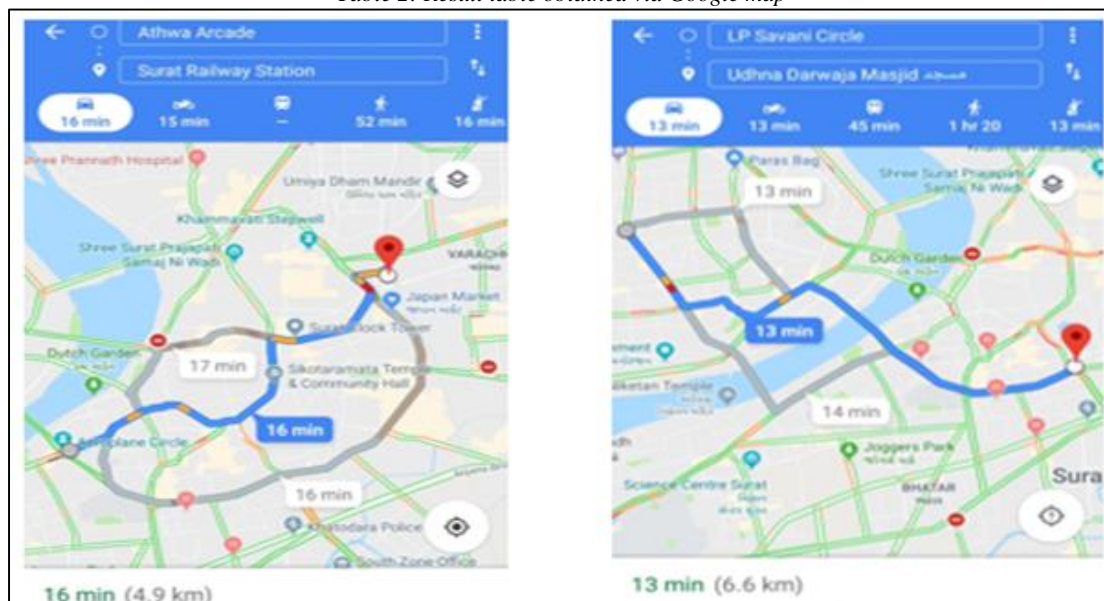 Table 2: Result table obtained via Google map
Athwa Arcade
Surat Railway Station
16 min
15 min
—
52 min
16 min
Shree Prannath Hospital
Umiya Dham Mandir
Khammavati Stepwell
Shree Surat Prajapati
Samaj Ni Wadi
VARACHH
Japan Market
Surat Clock Tower
Dutch Garden
17 min
Sikotaramata Temple
& Community Hall
16 min
Aeroplane Circle
16 min
Khatodara Police
South Zone Office
16 min (4.9 km)
LP Savani Circle
Udhna Darwaja Masjid مسجد
13 min
13 min
45 min
1 hr 20
13 min
Paras Bag
Shree Surat Prajapati
Samaj Ni Wadi
13 min
Dutch Garden
13 min
14 min
Joggers Park
Science Centre Surat
BHATAR
Sura
13 min (6.6 km)